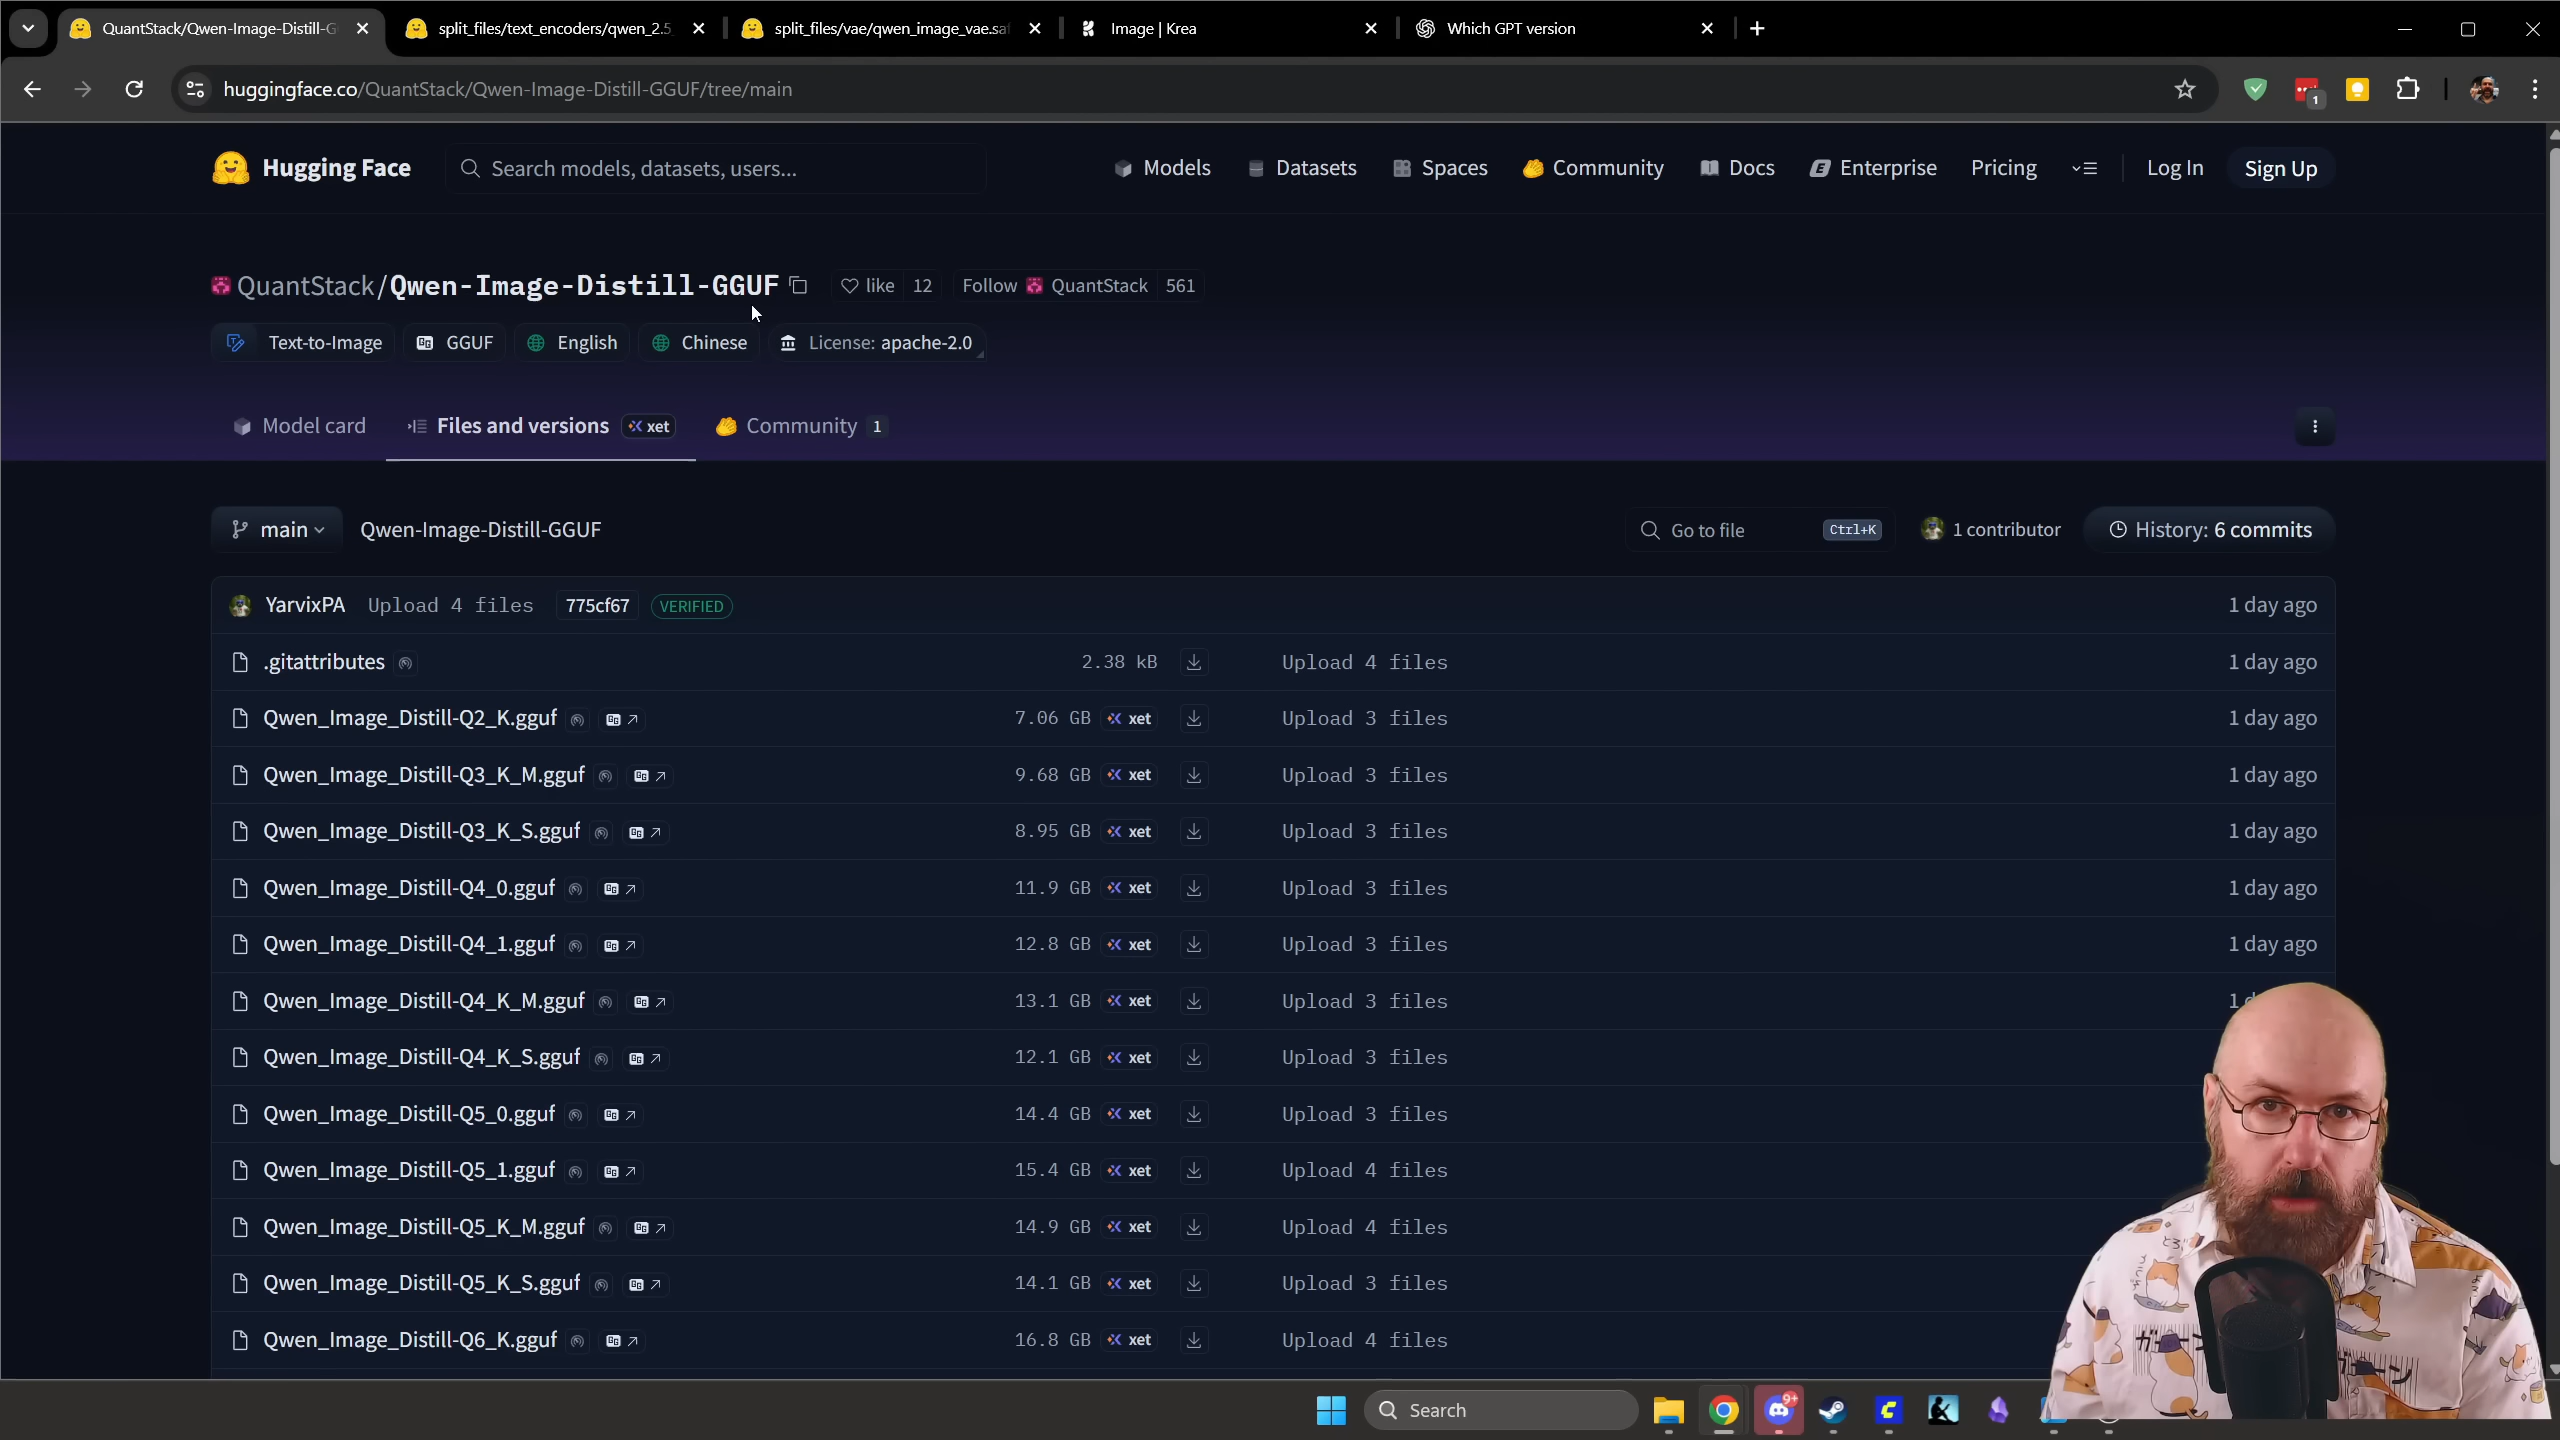 QuantStack/Qwen-Image-Distill-G
split_files/text_encoders/qwen_2.5_
split_files/vae/qwen_image_vae.saf
Image | Krea
Which GPT version
huggingface.co/QuantStack/Qwen-Image-Distill-GGUF/tree/main
1
Hugging Face
Search models, datasets, users...
Models
Datasets
Spaces
Community
Docs
Enterprise
Pricing
Log In
Sign Up
QuantStack/Qwen-Image-Distill-GGUF
like 12
Follow QuantStack 561
Text-to-Image
GGUF
English
Chinese
License: apache-2.0
Model card
Files and versions xet
Community 1
main
Qwen-Image-Distill-GGUF
Go to file Ctrl+K
1 contributor
History: 6 commits
YarvixPA Upload 4 files 775cf67 VERIFIED 1 day ago
.gitattributes 2.38 kB Upload 4 files 1 day ago
Qwen_Image_Distill-Q2_K.gguf 7.06 GB xet Upload 3 files 1 day ago
Qwen_Image_Distill-Q3_K_M.gguf 9.68 GB xet Upload 3 files 1 day ago
Qwen_Image_Distill-Q3_K_S.gguf 8.95 GB xet Upload 3 files 1 day ago
Qwen_Image_Distill-Q4_0.gguf 11.9 GB xet Upload 3 files 1 day ago
Qwen_Image_Distill-Q4_1.gguf 12.8 GB xet Upload 3 files 1 day ago
Qwen_Image_Distill-Q4_K_M.gguf 13.1 GB xet Upload 3 files 1
Qwen_Image_Distill-Q4_K_S.gguf 12.1 GB xet Upload 3 files
Qwen_Image_Distill-Q5_0.gguf 14.4 GB xet Upload 3 files
Qwen_Image_Distill-Q5_1.gguf 15.4 GB xet Upload 4 files
Qwen_Image_Distill-Q5_K_M.gguf 14.9 GB xet Upload 4 files
Qwen_Image_Distill-Q5_K_S.gguf 14.1 GB xet Upload 3 files
Qwen_Image_Distill-Q6_K.gguf 16.8 GB xet Upload 4 files
Search
9+